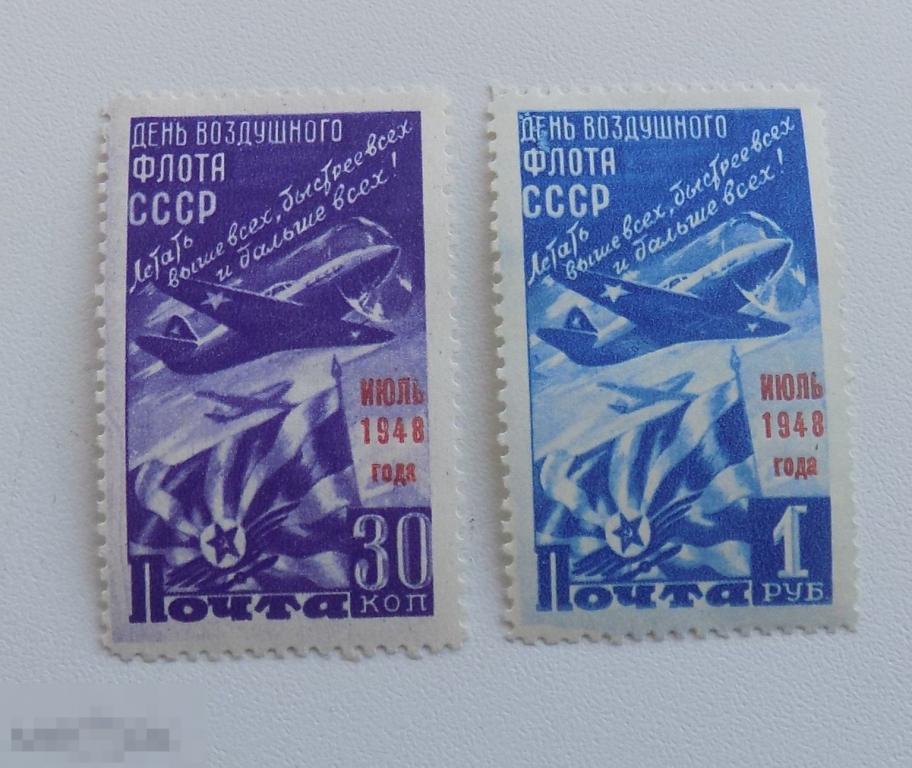 ДЕНЬ ВОЗДУШНОГО
ФЛОТА
СССР
Летать
выше всех, быстрее всех
и дальше всех!
ИЮЛЬ
1948
года
30
КОП
Почта
ДЕНЬ ВОЗДУШНОГО
ФЛОТА
СССР
Летать
выше всех, быстрее всех
и дальше всех!
ИЮЛЬ
1948
года
1
РУБ
Почта